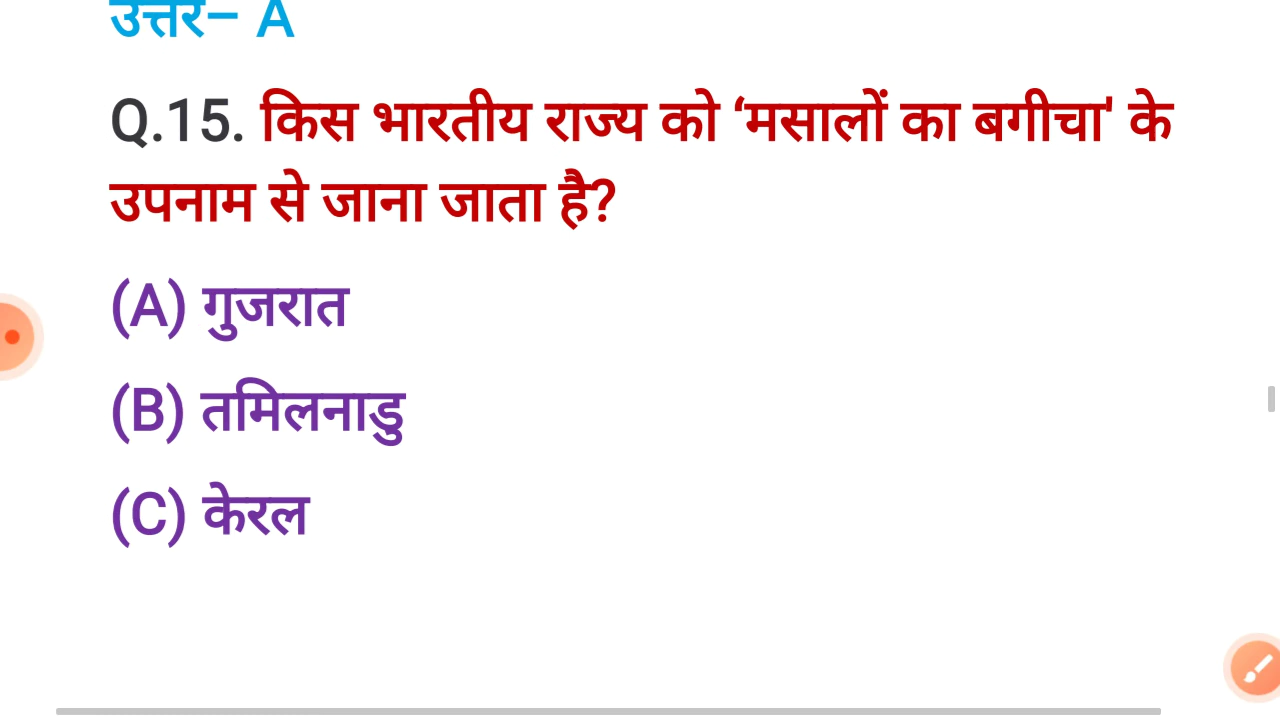 उत्तर– A
Q.15. किस भारतीय राज्य को ‘मसालों का बगीचा' के
उपनाम से जाना जाता है?
(A) गुजरात
(B) तमिलनाडु
(C) केरल